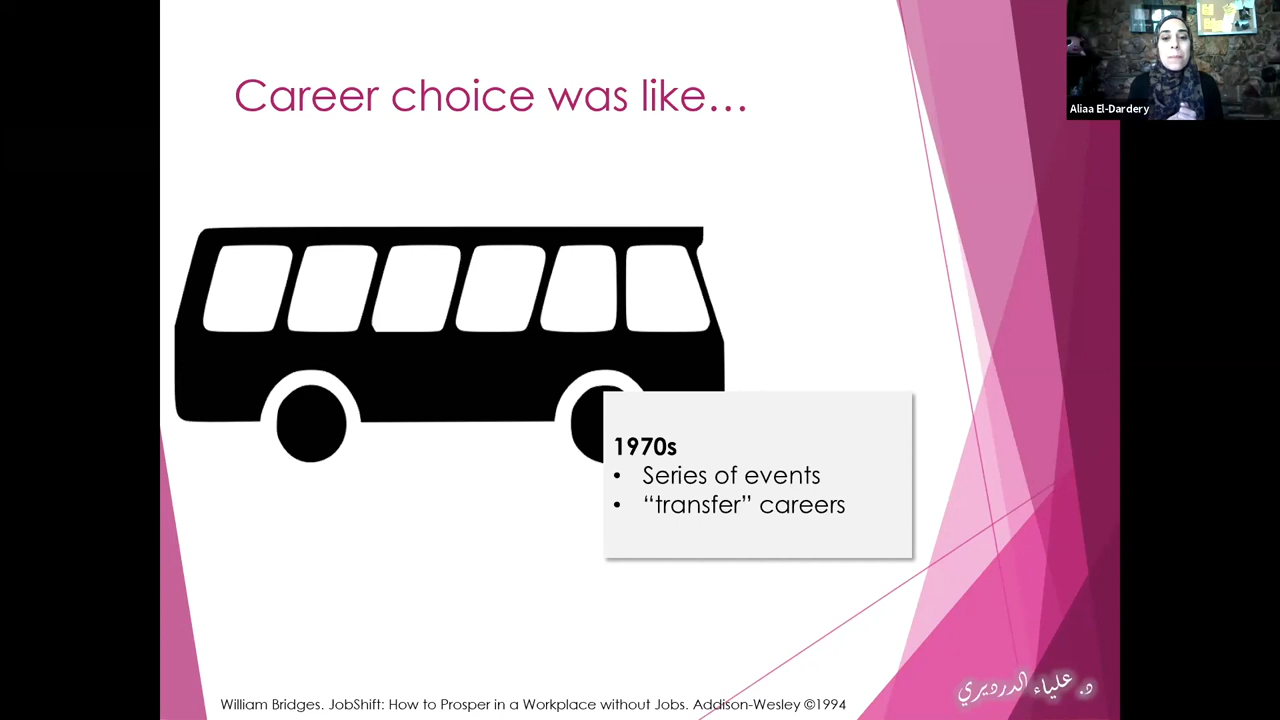 Career choice was like…
Aliaa El-Dardery
1970s
• Series of events
• “transfer” careers
William Bridges. JobShift: How to Prosper in a Workplace without Jobs. Addison-Wesley ©1994
د. علياء الدرديري